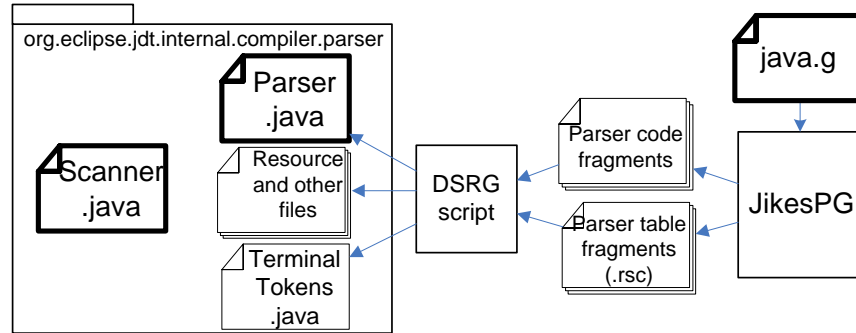 org.eclipse.jdt.internal.compiler.parser
Parser
.java
Scanner
.java
Resource
and other
files
Terminal
Tokens
.java
DSRG
script
Parser code
fragments
Parser table
fragments
(.rsc)
java.g
JikesPG